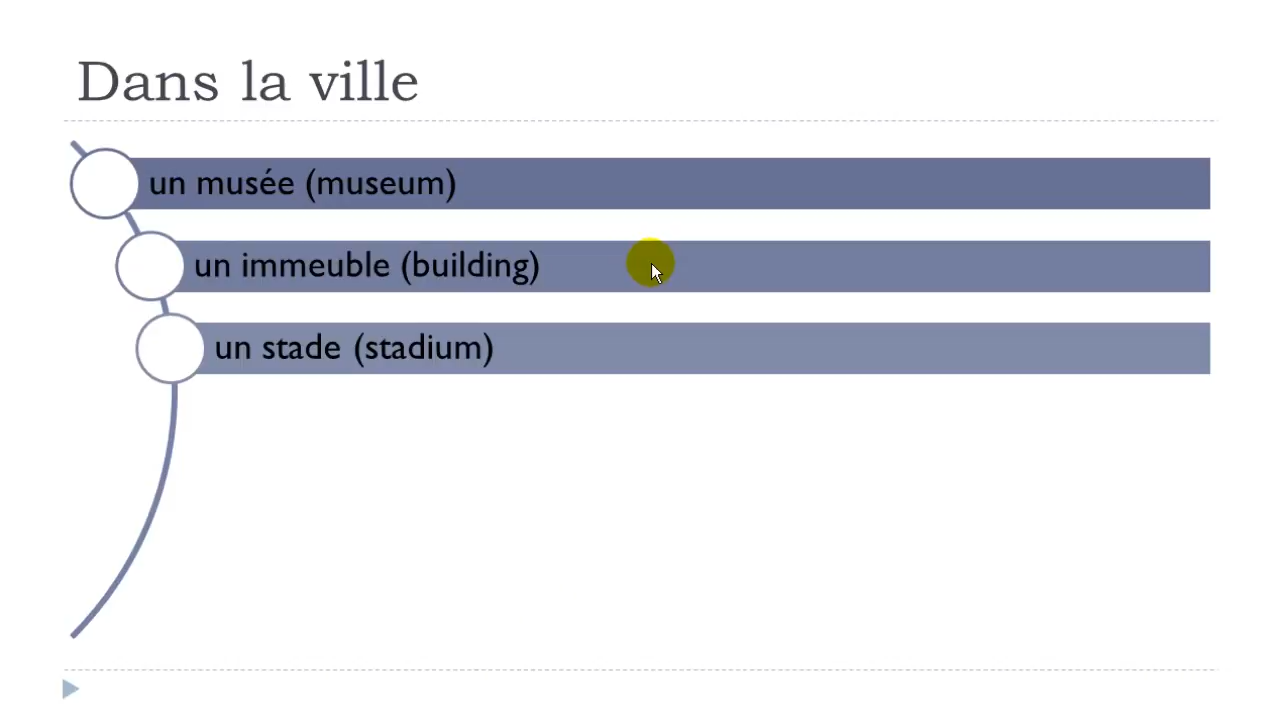 Dans la ville
un musée (museum)
un immeuble (building)
un stade (stadium)